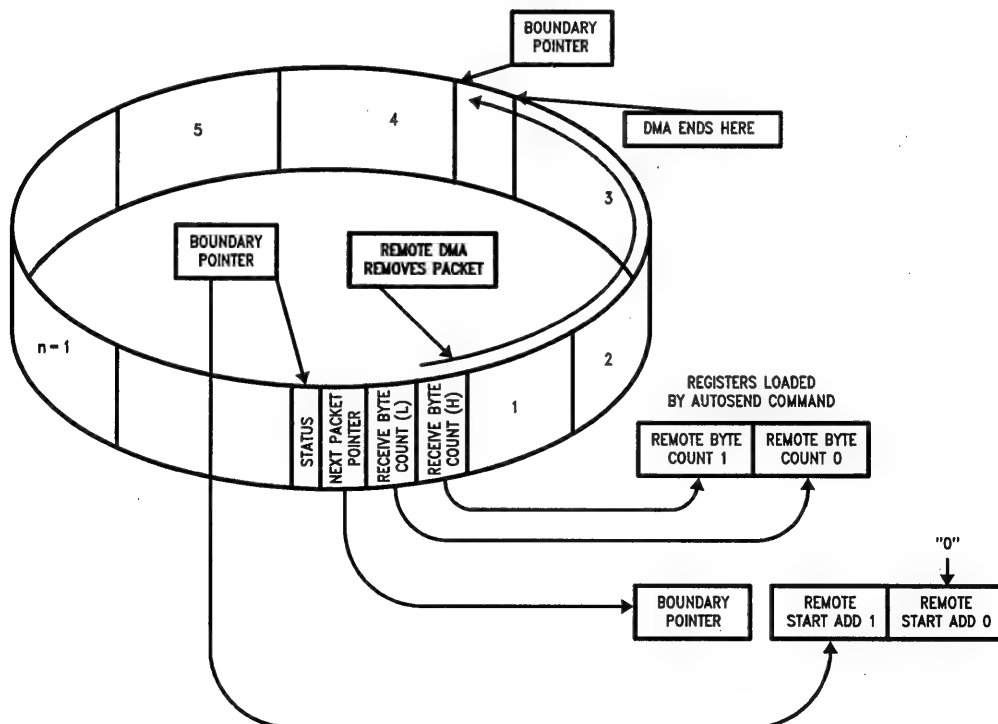 BOUNDARY
POINTER
DMA ENDS HERE
5
4
3
BOUNDARY
POINTER
REMOTE DMA
REMOVES PACKET
n-1
2
1
STATUS
NEXT PACKET
POINTER
RECEIVE BYTE
COUNT (L)
RECEIVE BYTE
COUNT (H)
REGISTERS LOADED
BY AUTOSEND COMMAND
REMOTE BYTE
COUNT 1
REMOTE BYTE
COUNT 0
"0"
BOUNDARY
POINTER
REMOTE
START ADD 1
REMOTE
START ADD 0